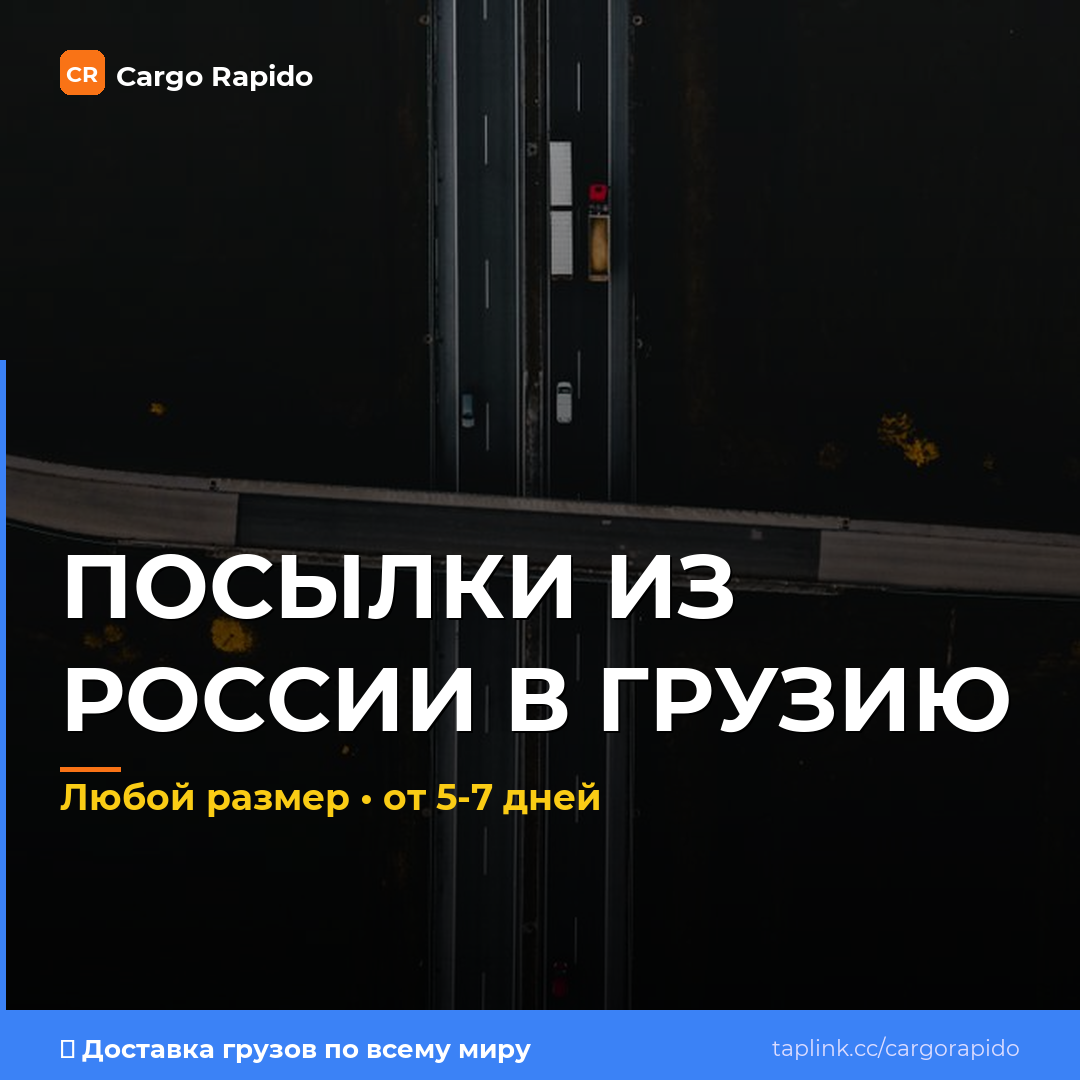 CR Cargo Rapido
ПОСЫЛКИ ИЗ
РОССИИ В ГРУЗИЮ
Любой размер • от 5-7 дней
Доставка грузов по всему миру
taplink.cc/cargorapido